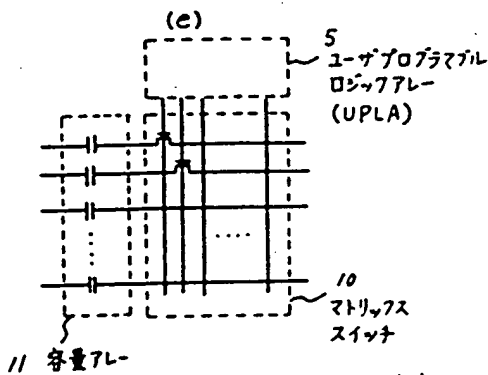 (e)
5
ユーザプログラマブル
ロジックアレー
(UPLA)
10
マトリックス
スイッチ
11 容量アレー